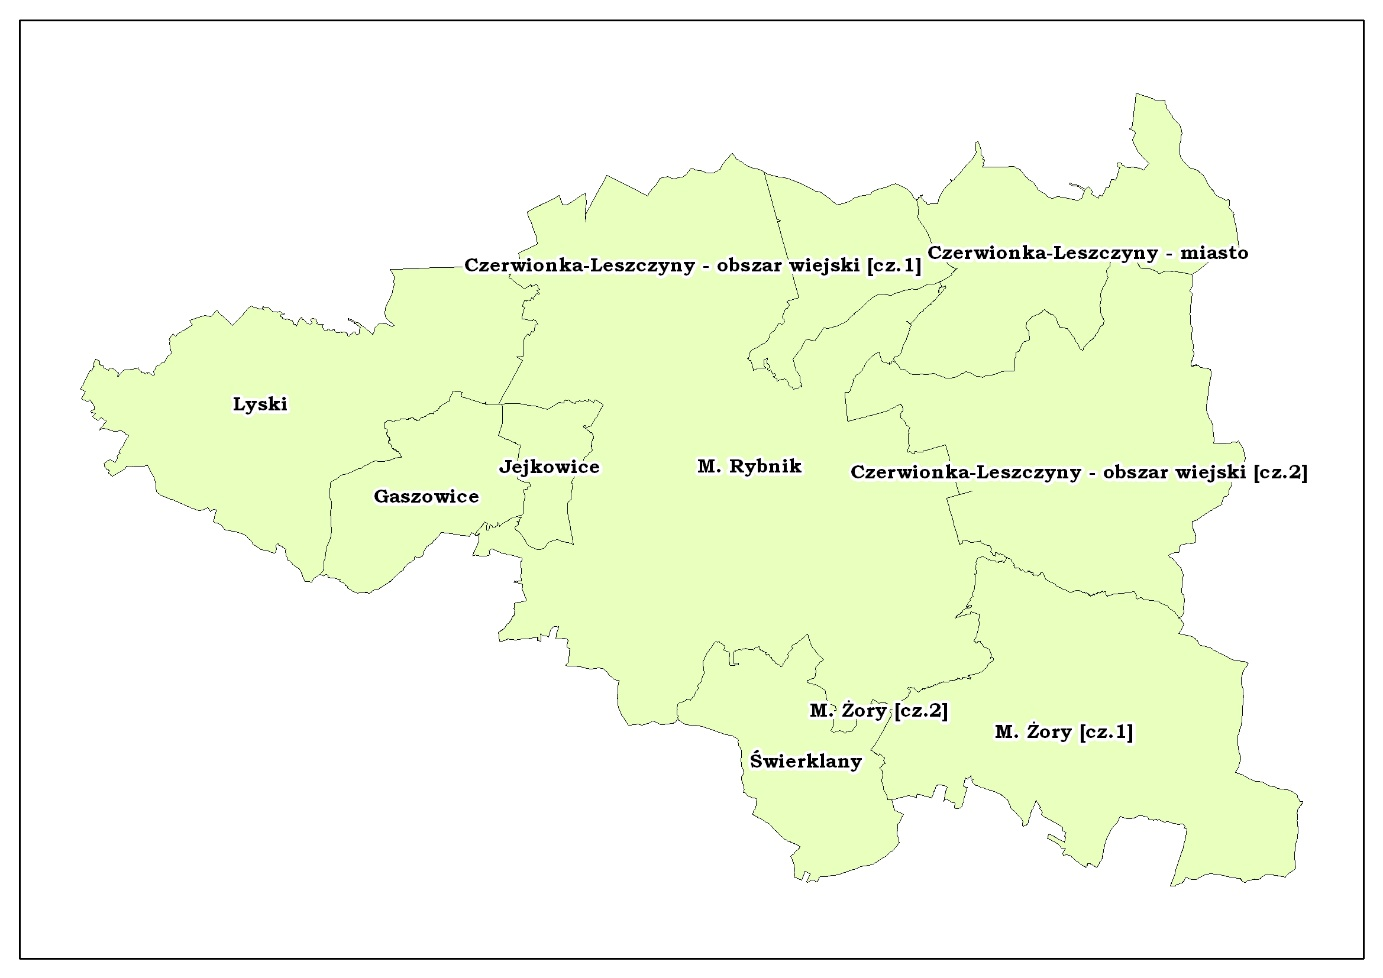 Czerwionka-Leszczyny - miasto
Czerwionka-Leszczyny - obszar wiejski [cz.1]
Lyski
Jejkowice
M. Rybnik
Czerwionka-Leszczyny - obszar wiejski [cz.2]
Gaszowice
M. Żory [cz.2]
M. Żory [cz.1]
Świerklany